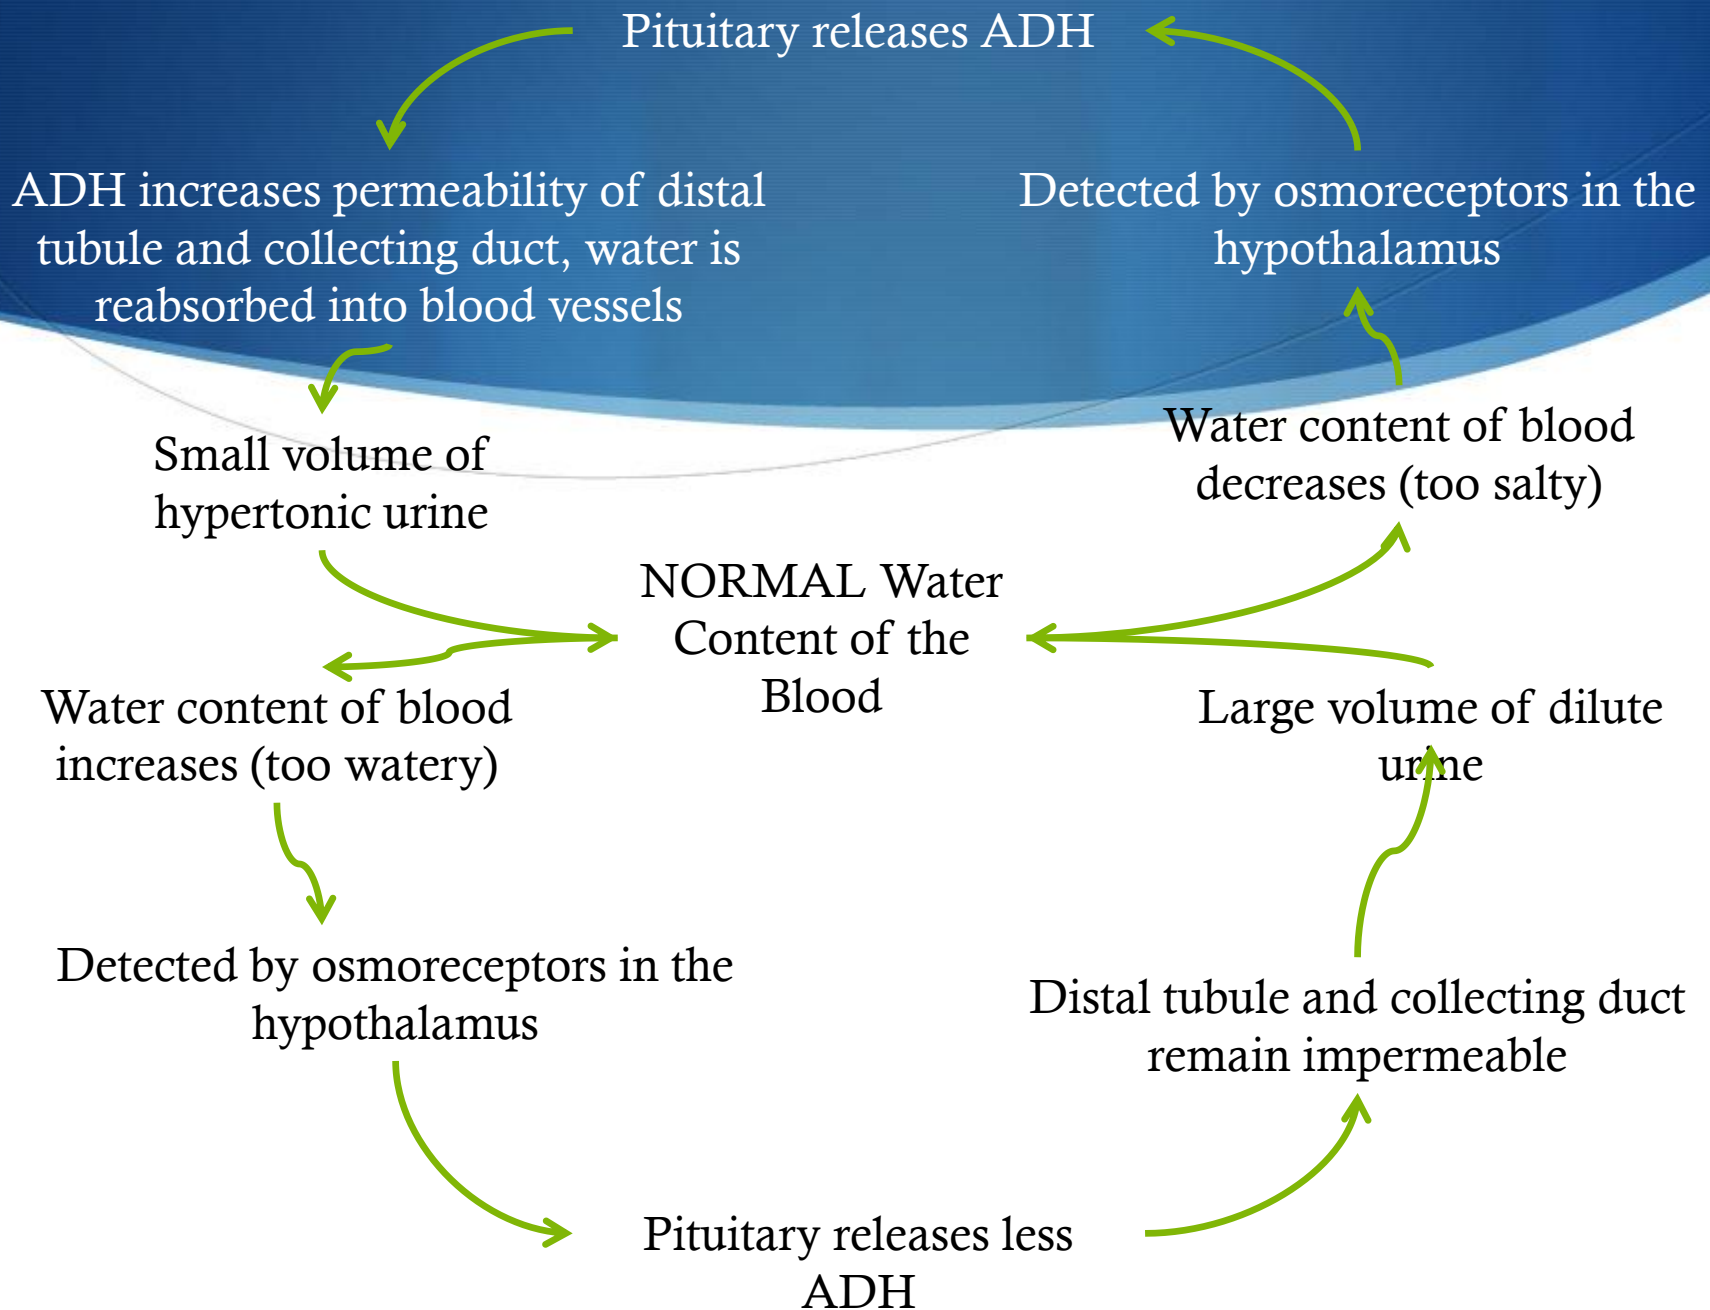 Pituitary releases ADH
ADH increases permeability of distal
tubule and collecting duct, water is
reabsorbed into blood vessels
Detected by osmoreceptors in the
hypothalamus
Small volume of
hypertonic urine
Water content of blood
decreases (too salty)
NORMAL Water
Content of the
Blood
Water content of blood
increases (too watery)
Large volume of dilute
urine
Detected by osmoreceptors in the
hypothalamus
Distal tubule and collecting duct
remain impermeable
Pituitary releases less
ADH